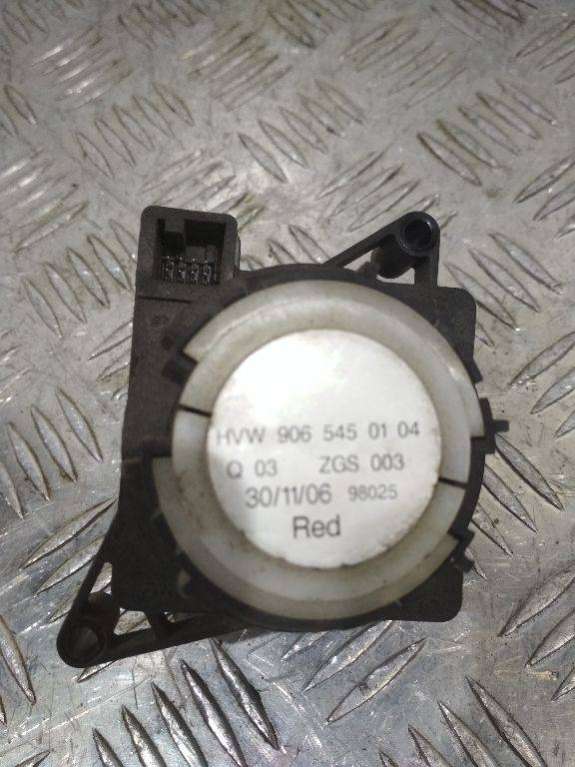 HVW 906 545 01 04
Q 03 ZGS 003
30/11/06 98025
Red